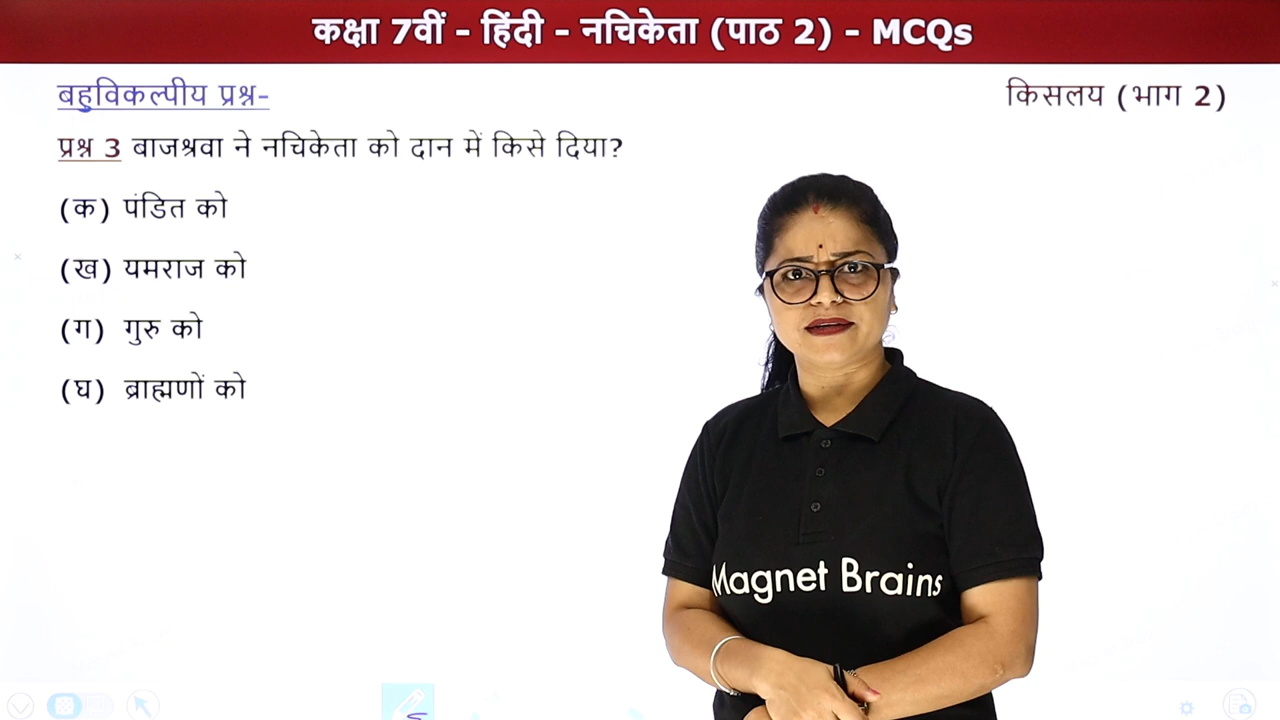 कक्षा 7वीं - हिंदी - नचिकेता (पाठ 2) - MCQs
बहुविकल्पीय प्रश्न-
किसलय (भाग 2)
प्रश्न 3 बाजश्रवा ने नचिकेता को दान में किसे दिया?
(क) पंडित को
(ख) यमराज को
(ग) गुरु को
(घ) ब्राह्मणों को
Magnet Brains